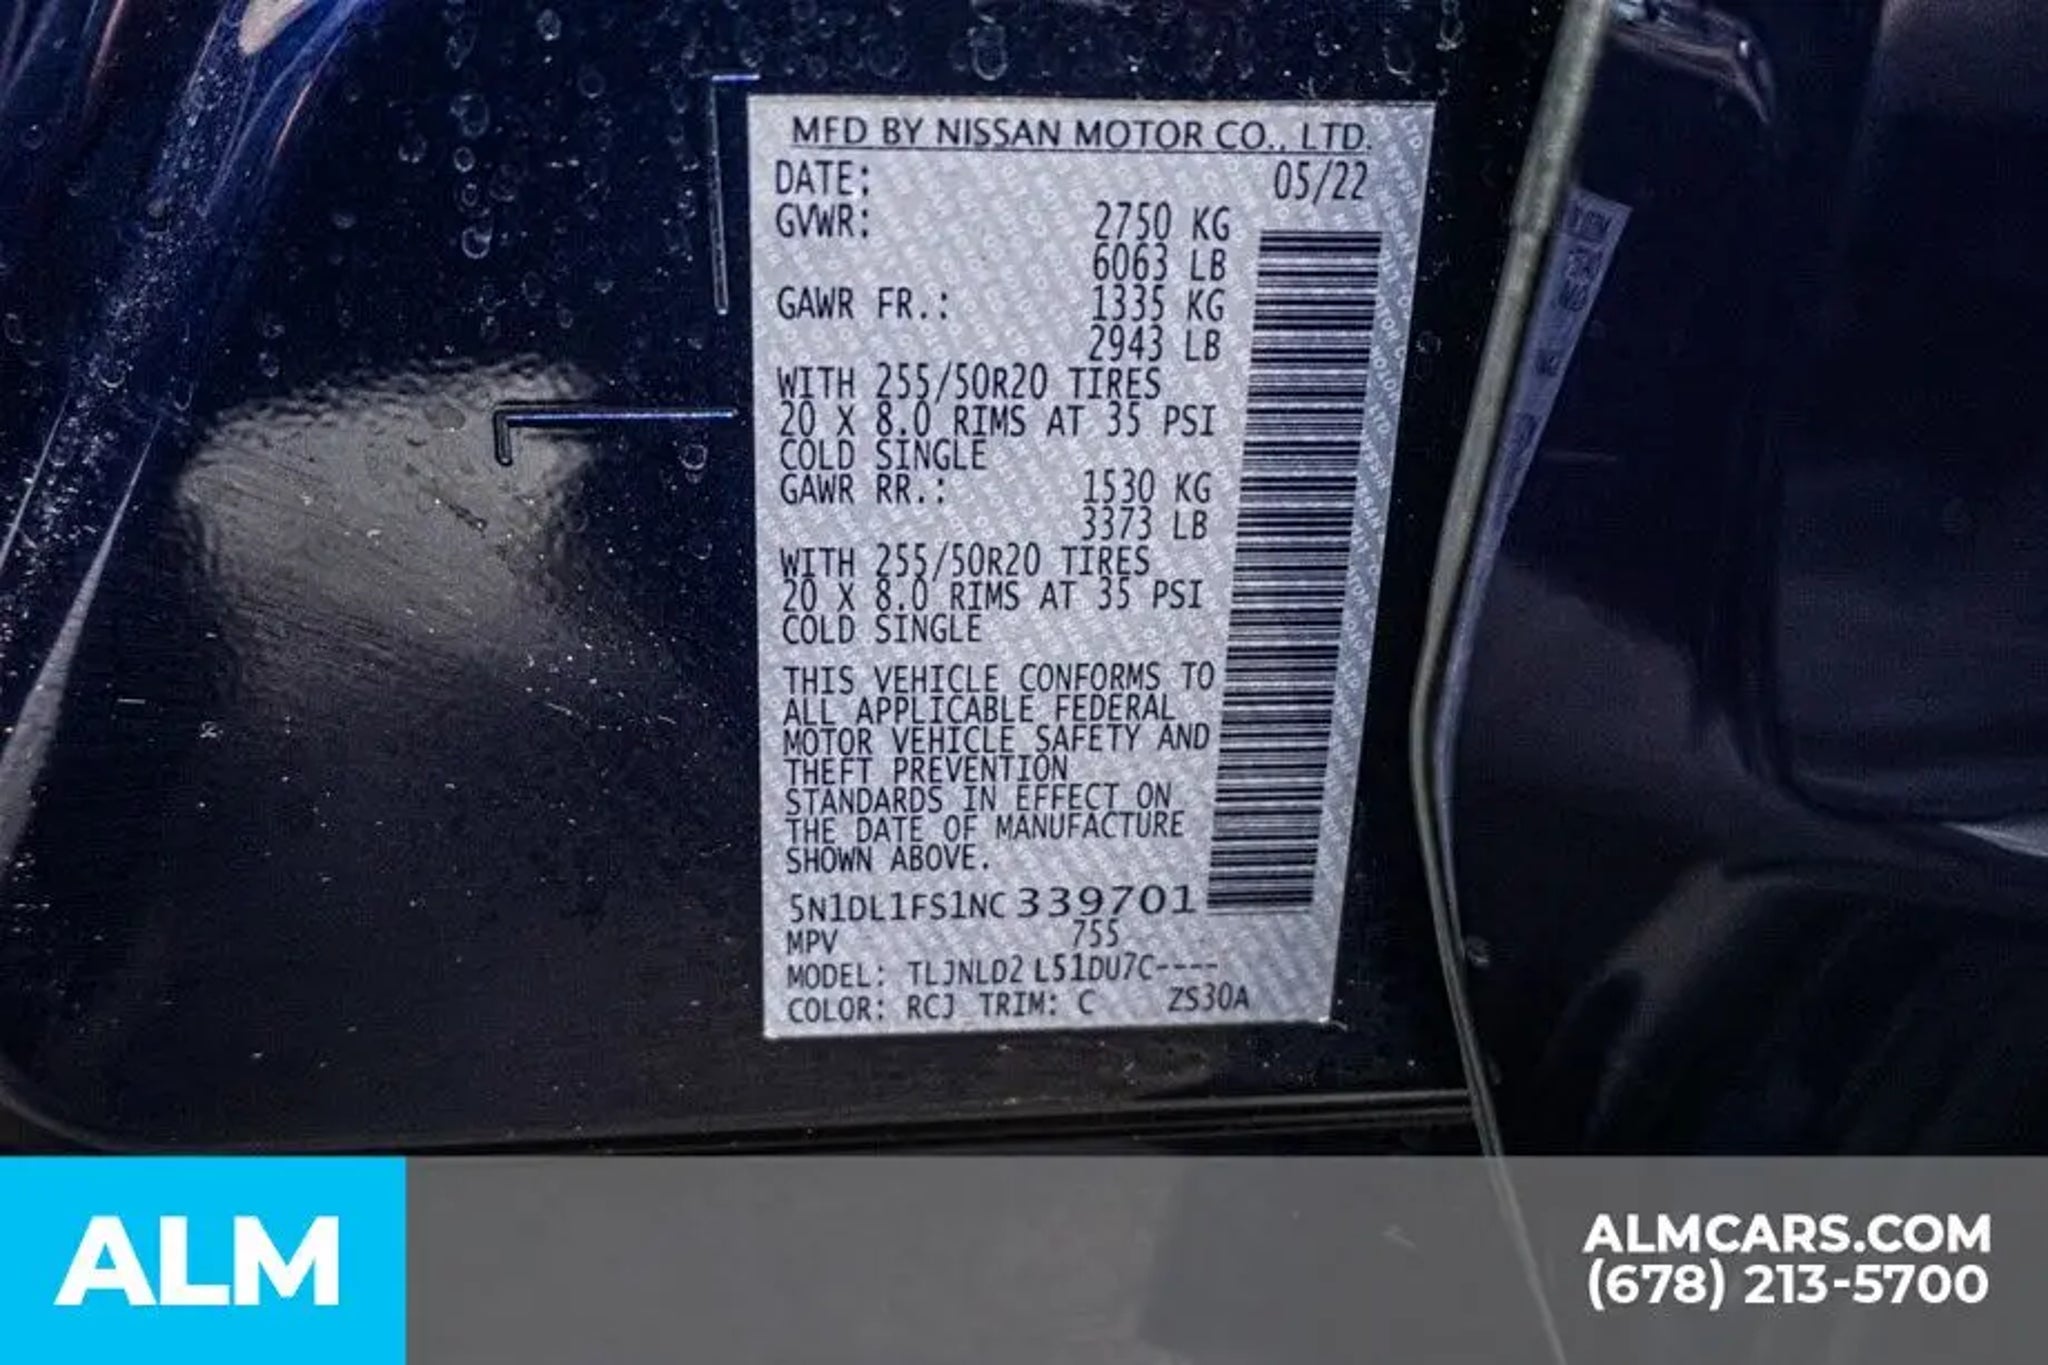 MFD BY NISSAN MOTOR CO., LTD.
DATE: 05/22
GVWR: 2750 KG
6063 LB
GAWR FR.: 1335 KG
2943 LB
WITH 255/50R20 TIRES
20 X 8.0 RIMS AT 35 PSI
COLD SINGLE
GAWR RR.: 1530 KG
3373 LB
WITH 255/50R20 TIRES
20 X 8.0 RIMS AT 35 PSI
COLD SINGLE
THIS VEHICLE CONFORMS TO
ALL APPLICABLE FEDERAL
MOTOR VEHICLE SAFETY AND
THEFT PREVENTION
STANDARDS IN EFFECT ON
THE DATE OF MANUFACTURE
SHOWN ABOVE.
5N1DL1FS1NC339701
MPV 755
MODEL: TLJNLD2 L51DU7C----
COLOR: RCJ TRIM: C ZS30A
ALM
ALMCARS.COM
(678) 213-5700